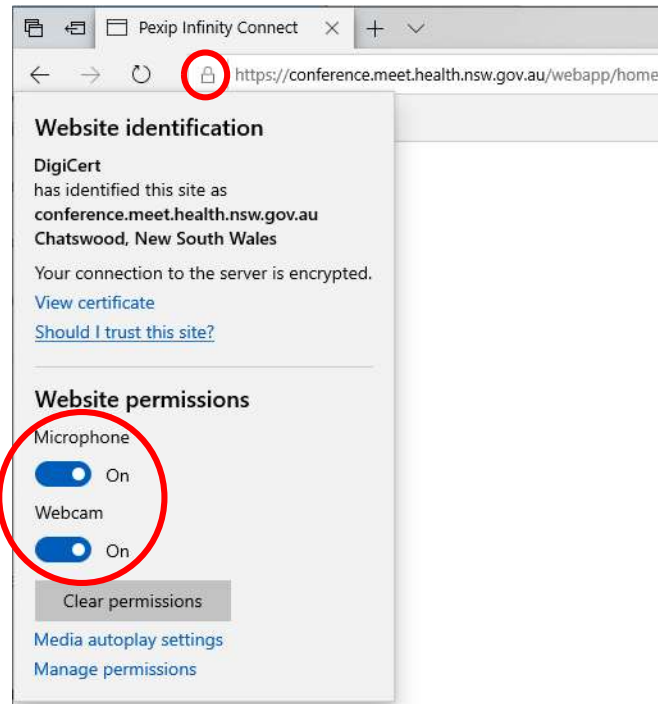 Pexip Infinity Connect
https://conference.meet.health.nsw.gov.au/webapp/home
Website identification
DigiCert
has identified this site as
conference.meet.health.nsw.gov.au
Chatswood, New South Wales
Your connection to the server is encrypted.
View certificate
Should I trust this site?
Website permissions
Microphone
On
Webcam
On
Clear permissions
Media autoplay settings
Manage permissions